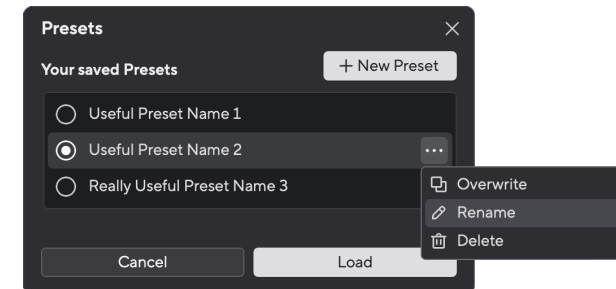 Presets
Your saved Presets
+ New Preset
Useful Preset Name 1
Useful Preset Name 2
Really Useful Preset Name 3
Overwrite
Rename
Delete
Cancel
Load